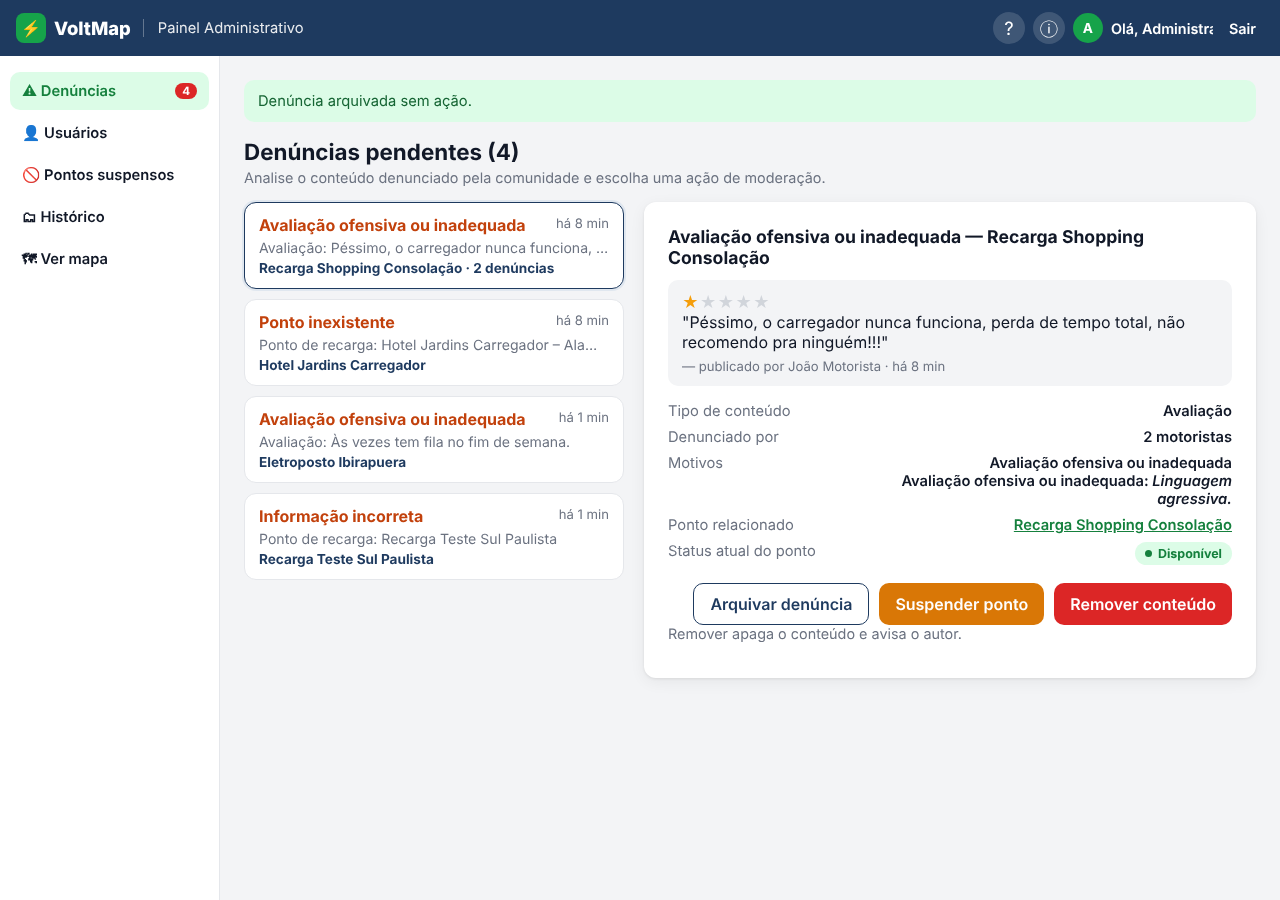 VoltMap
Painel Administrativo
?
i
A
Olá, Administra
Sair
Denúncias
4
Usuários
Pontos suspensos
Histórico
Ver mapa
Denúncia arquivada sem ação.
Denúncias pendentes (4)
Analise o conteúdo denunciado pela comunidade e escolha uma ação de moderação.
Avaliação ofensiva ou inadequada
há 8 min
Avaliação: Péssimo, o carregador nunca funciona, ...
Recarga Shopping Consolação · 2 denúncias
Ponto inexistente
há 8 min
Ponto de recarga: Hotel Jardins Carregador – Ala...
Hotel Jardins Carregador
Avaliação ofensiva ou inadequada
há 1 min
Avaliação: Às vezes tem fila no fim de semana.
Eletroposto Ibirapuera
Informação incorreta
há 1 min
Ponto de recarga: Recarga Teste Sul Paulista
Recarga Teste Sul Paulista
Avaliação ofensiva ou inadequada — Recarga Shopping
Consolação
★★★★★
"Péssimo, o carregador nunca funciona, perda de tempo total, não
recomendo pra ninguém!!!"
— publicado por João Motorista · há 8 min
Tipo de conteúdo
Avaliação
Denunciado por
2 motoristas
Motivos
Avaliação ofensiva ou inadequada
Avaliação ofensiva ou inadequada: Linguagem
agressiva.
Ponto relacionado
Recarga Shopping Consolação
Status atual do ponto
Disponível
Arquivar denúncia
Suspender ponto
Remover conteúdo
Remover apaga o conteúdo e avisa o autor.